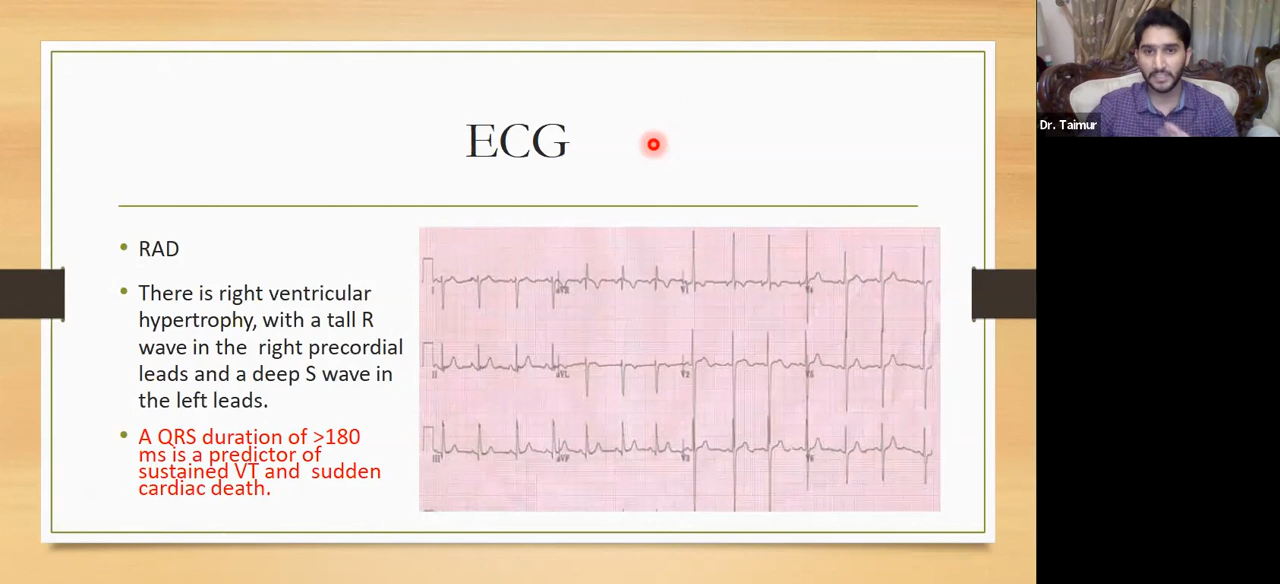 ECG
Dr. Taimur
RAD
There is right ventricular
hypertrophy, with a tall R
wave in the right precordial
leads and a deep S wave in
the left leads.
A QRS duration of >180
ms is a predictor of
sustained VT and sudden
cardiac death.
I aVR V1 V4
II aVL V2 V5
III aVF V3 V6